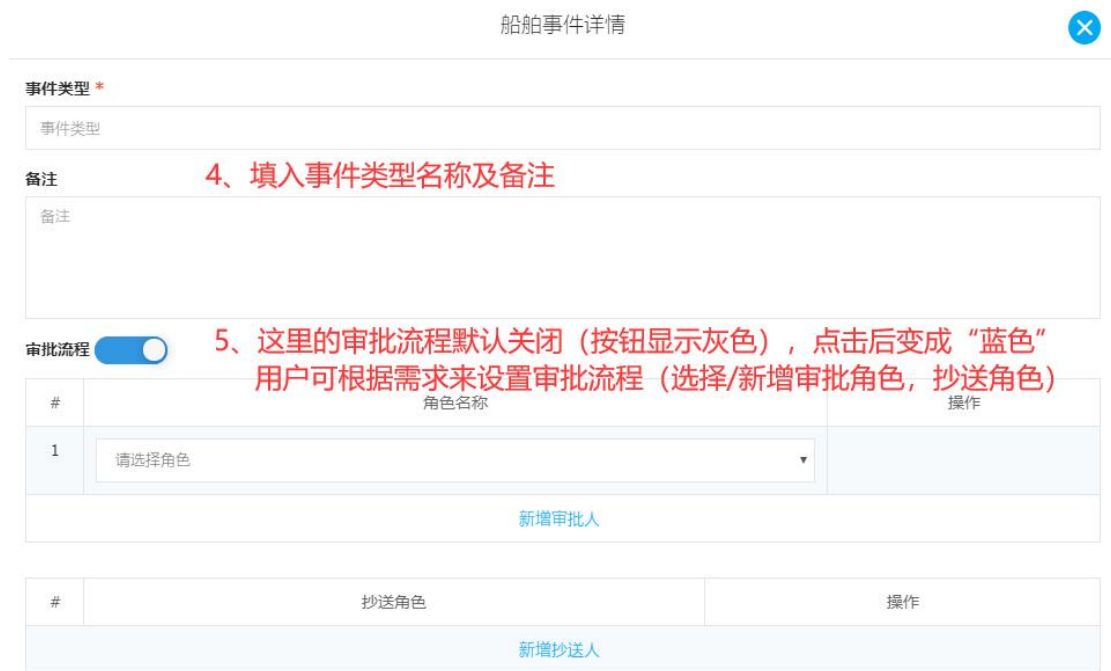 船舶事件详情
事件类型 *
事件类型
备注
4、填入事件类型名称及备注
备注
审批流程
5、这里的审批流程默认关闭（按钮显示灰色），点击后变成“蓝色”
用户可根据需求来设置审批流程（选择/新增审批角色，抄送角色）
# 角色名称 操作
1 请选择角色
新增审批人
# 抄送角色 操作
新增抄送人